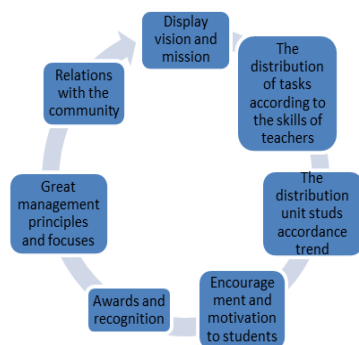 Display
vision and
mission
The
distribution
of tasks
according to
the skills of
teachers
The
distribution
unit studs
accordance
trend
Encourage
ment and
motivation
to students
Awards and
recognition
Great
management
principles
and focuses
Relations
with the
community